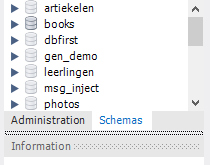 artiekelen
books
dbfirst
gen_demo
leerlingen
msg_inject
photos
Administration Schemas
Information